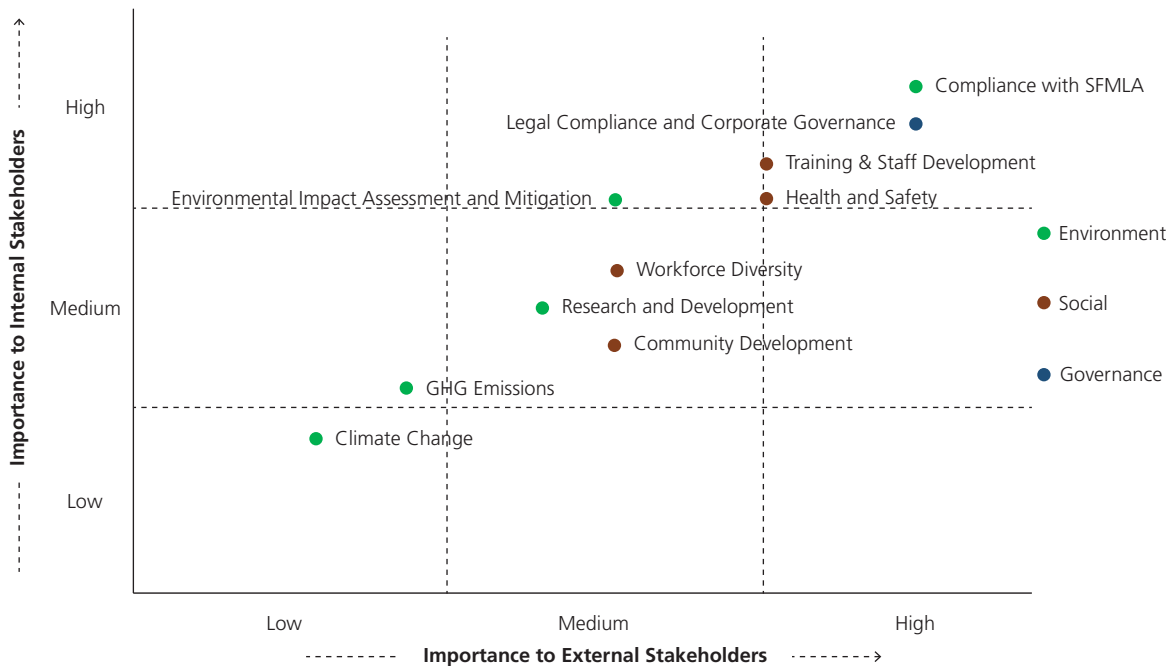 Importance to Internal Stakeholders
High
Medium
Low
Compliance with SFMLA
Legal Compliance and Corporate Governance
Training & Staff Development
Environmental Impact Assessment and Mitigation
Health and Safety
Workforce Diversity
Research and Development
Community Development
GHG Emissions
Climate Change
Environment
Social
Governance
Low
Medium
High
Importance to External Stakeholders